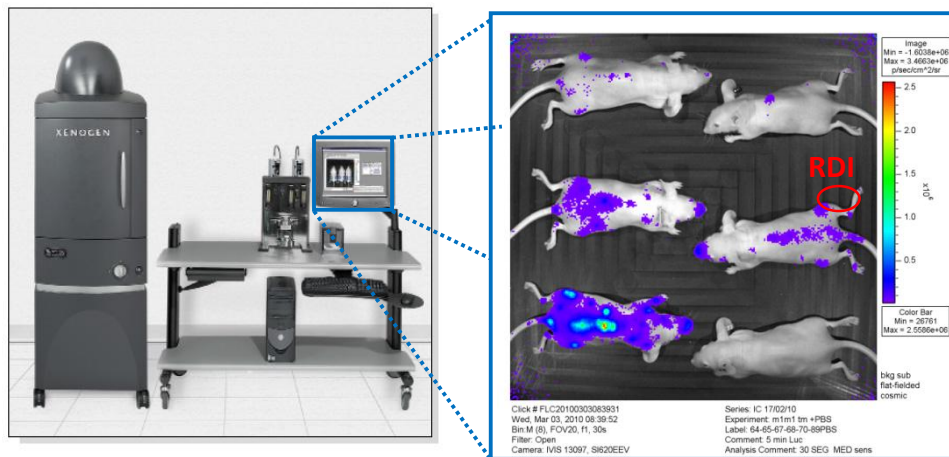 XENOGEN
Image
Min = -1.6038e+06
Max = 3.4663e+06
p/sec/cm^2/sr
2.5
2.0
1.5
1.0
0.5
x10
6
RDI
Color Bar
Min = 26761
Max = 2.5586e+06
bkg sub
flat-fielded
cosmic
Click # FLC20100303083931
Wed, Mar 03, 2010 08:39:52
Bin:M (8), FOV20, f1, 30s
Filter: Open
Camera: IVIS 13097, SI620EEV
Series: IC 17/02/10
Experiment: m1m1 tm +PBS
Label: 64-65-67-68-70-89PBS
Comment: 5 min Luc
Analysis Comment: 30 SEG MED sens